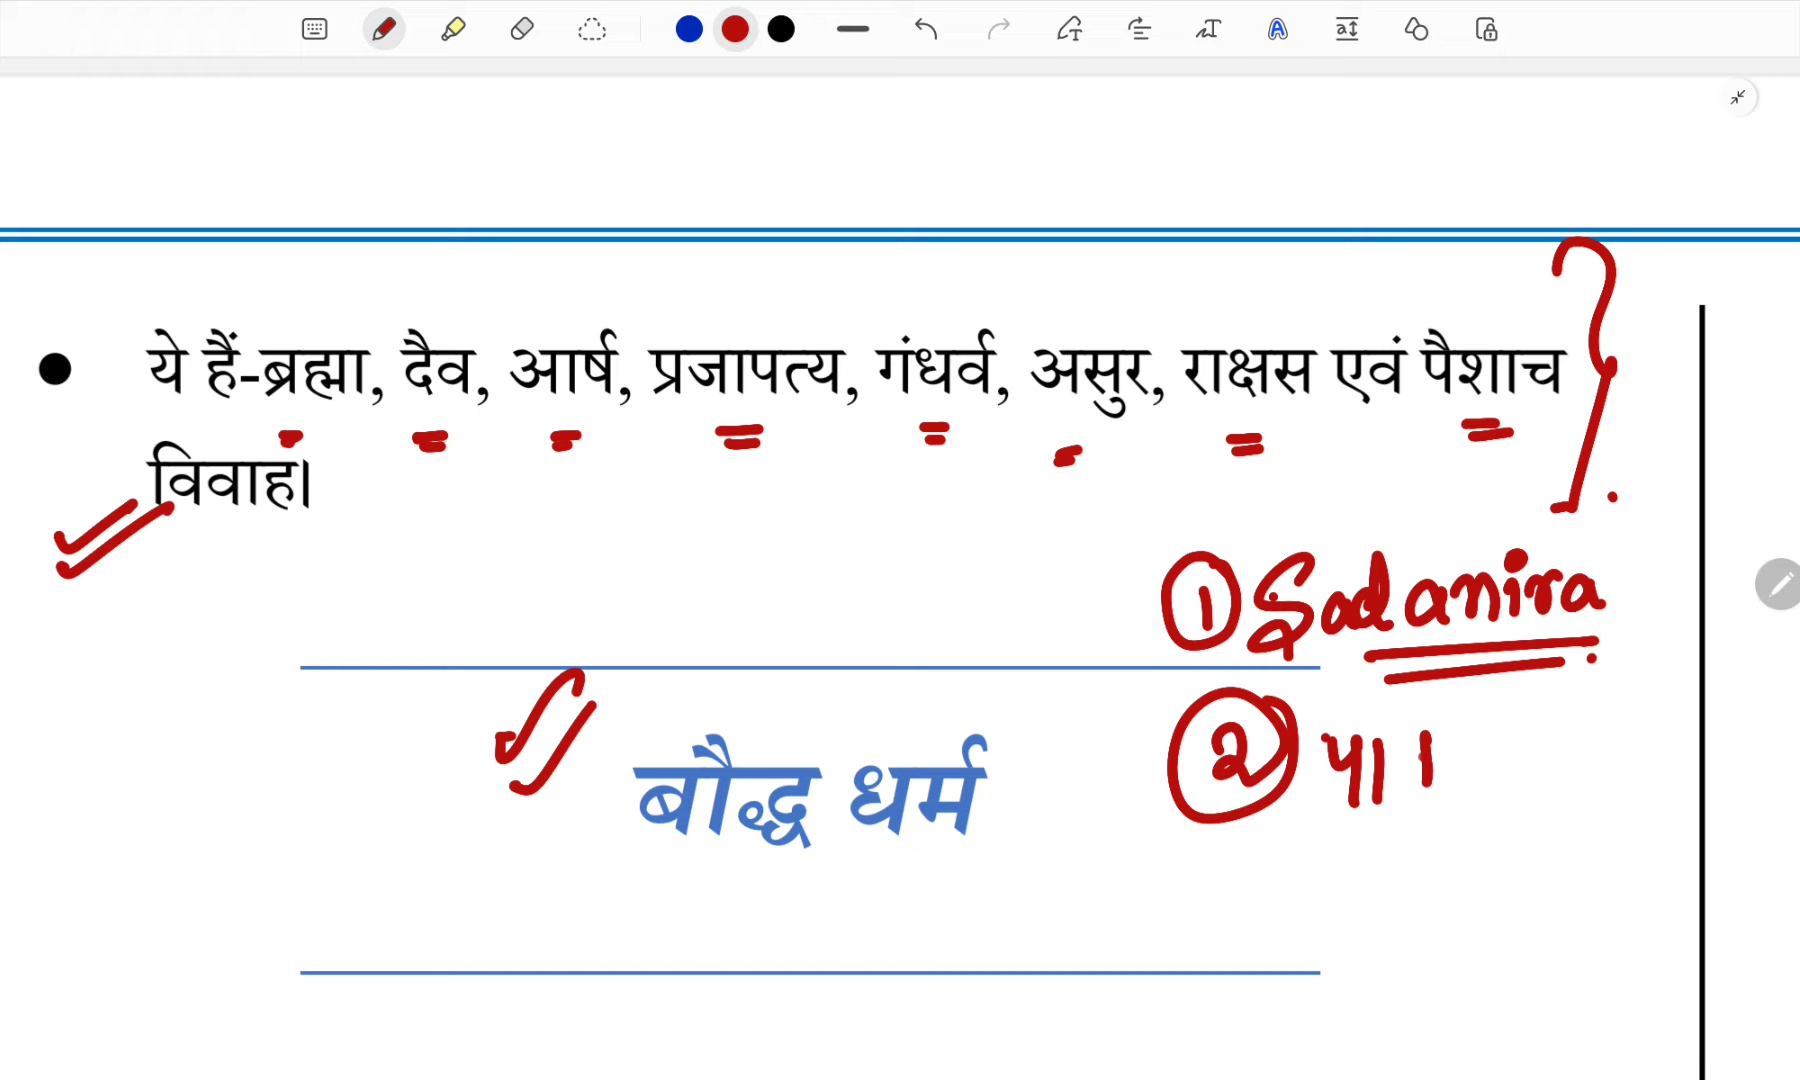 ● ये हैं-ब्रह्मा, दैव, आर्ष, प्रजापत्य, गंधर्व, असुर, राक्षस एवं पैशाच
विवाह।
① Sadanira
बौद्ध धर्म
②